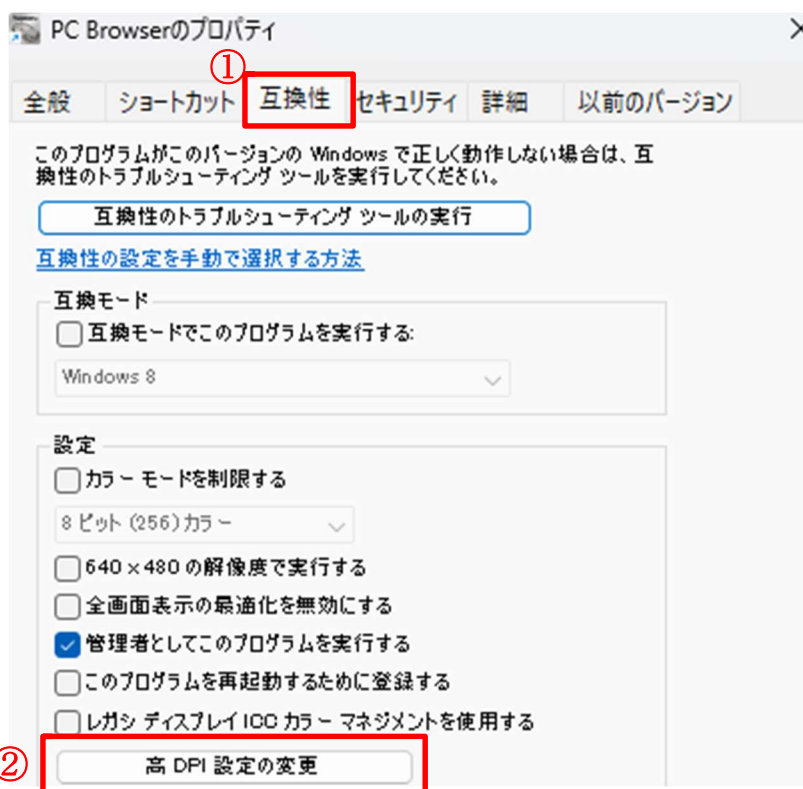 PC Browserのプロパティ
①
全般 ショートカット 互換性 セキュリティ 詳細 以前のバージョン
このプログラムがこのバージョンの Windows で正しく動作しない場合は、互
換性のトラブルシューティング ツールを実行してください。
互換性のトラブルシューティング ツールの実行
互換性の設定を手動で選択する方法
互換モード
互換モードでこのプログラムを実行する:
Windows 8
設定
カラー モードを制限する
8 ビット (256) カラー
640 × 480 の解像度で実行する
全画面表示の最適化を無効にする
管理者としてこのプログラムを実行する
このプログラムを再起動するために登録する
レガシ ディスプレイ ICC カラー マネジメントを使用する
② 高 DPI 設定の変更